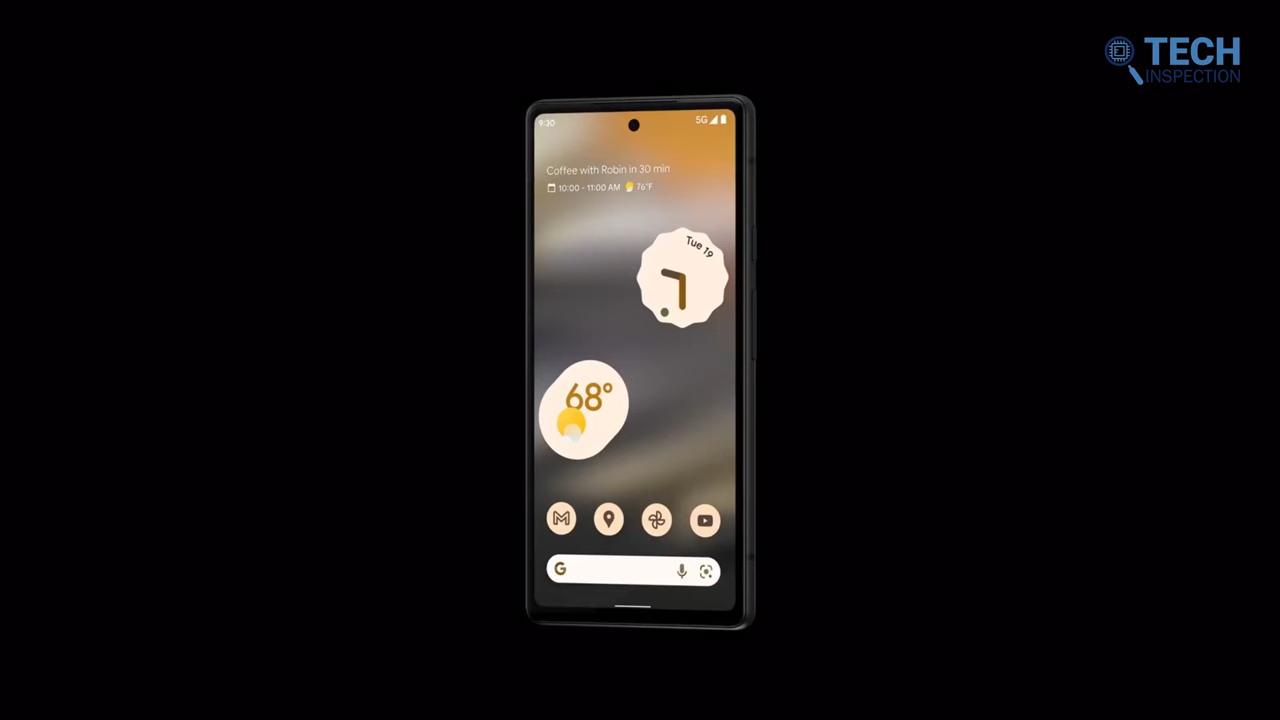 TECH
INSPECTION
9:30
5G
Coffee with Robin in 30 min
10:00 - 11:00 AM 76°F
Tue 19
68°
G